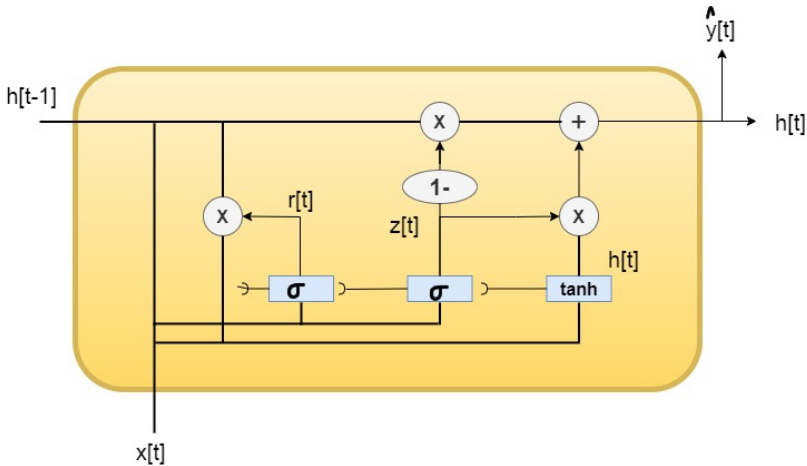 ŷ[t]
h[t-1]
X
+
h[t]
1-
r[t]
X
z[t]
X
h[t]
σ
σ
tanh
x[t]